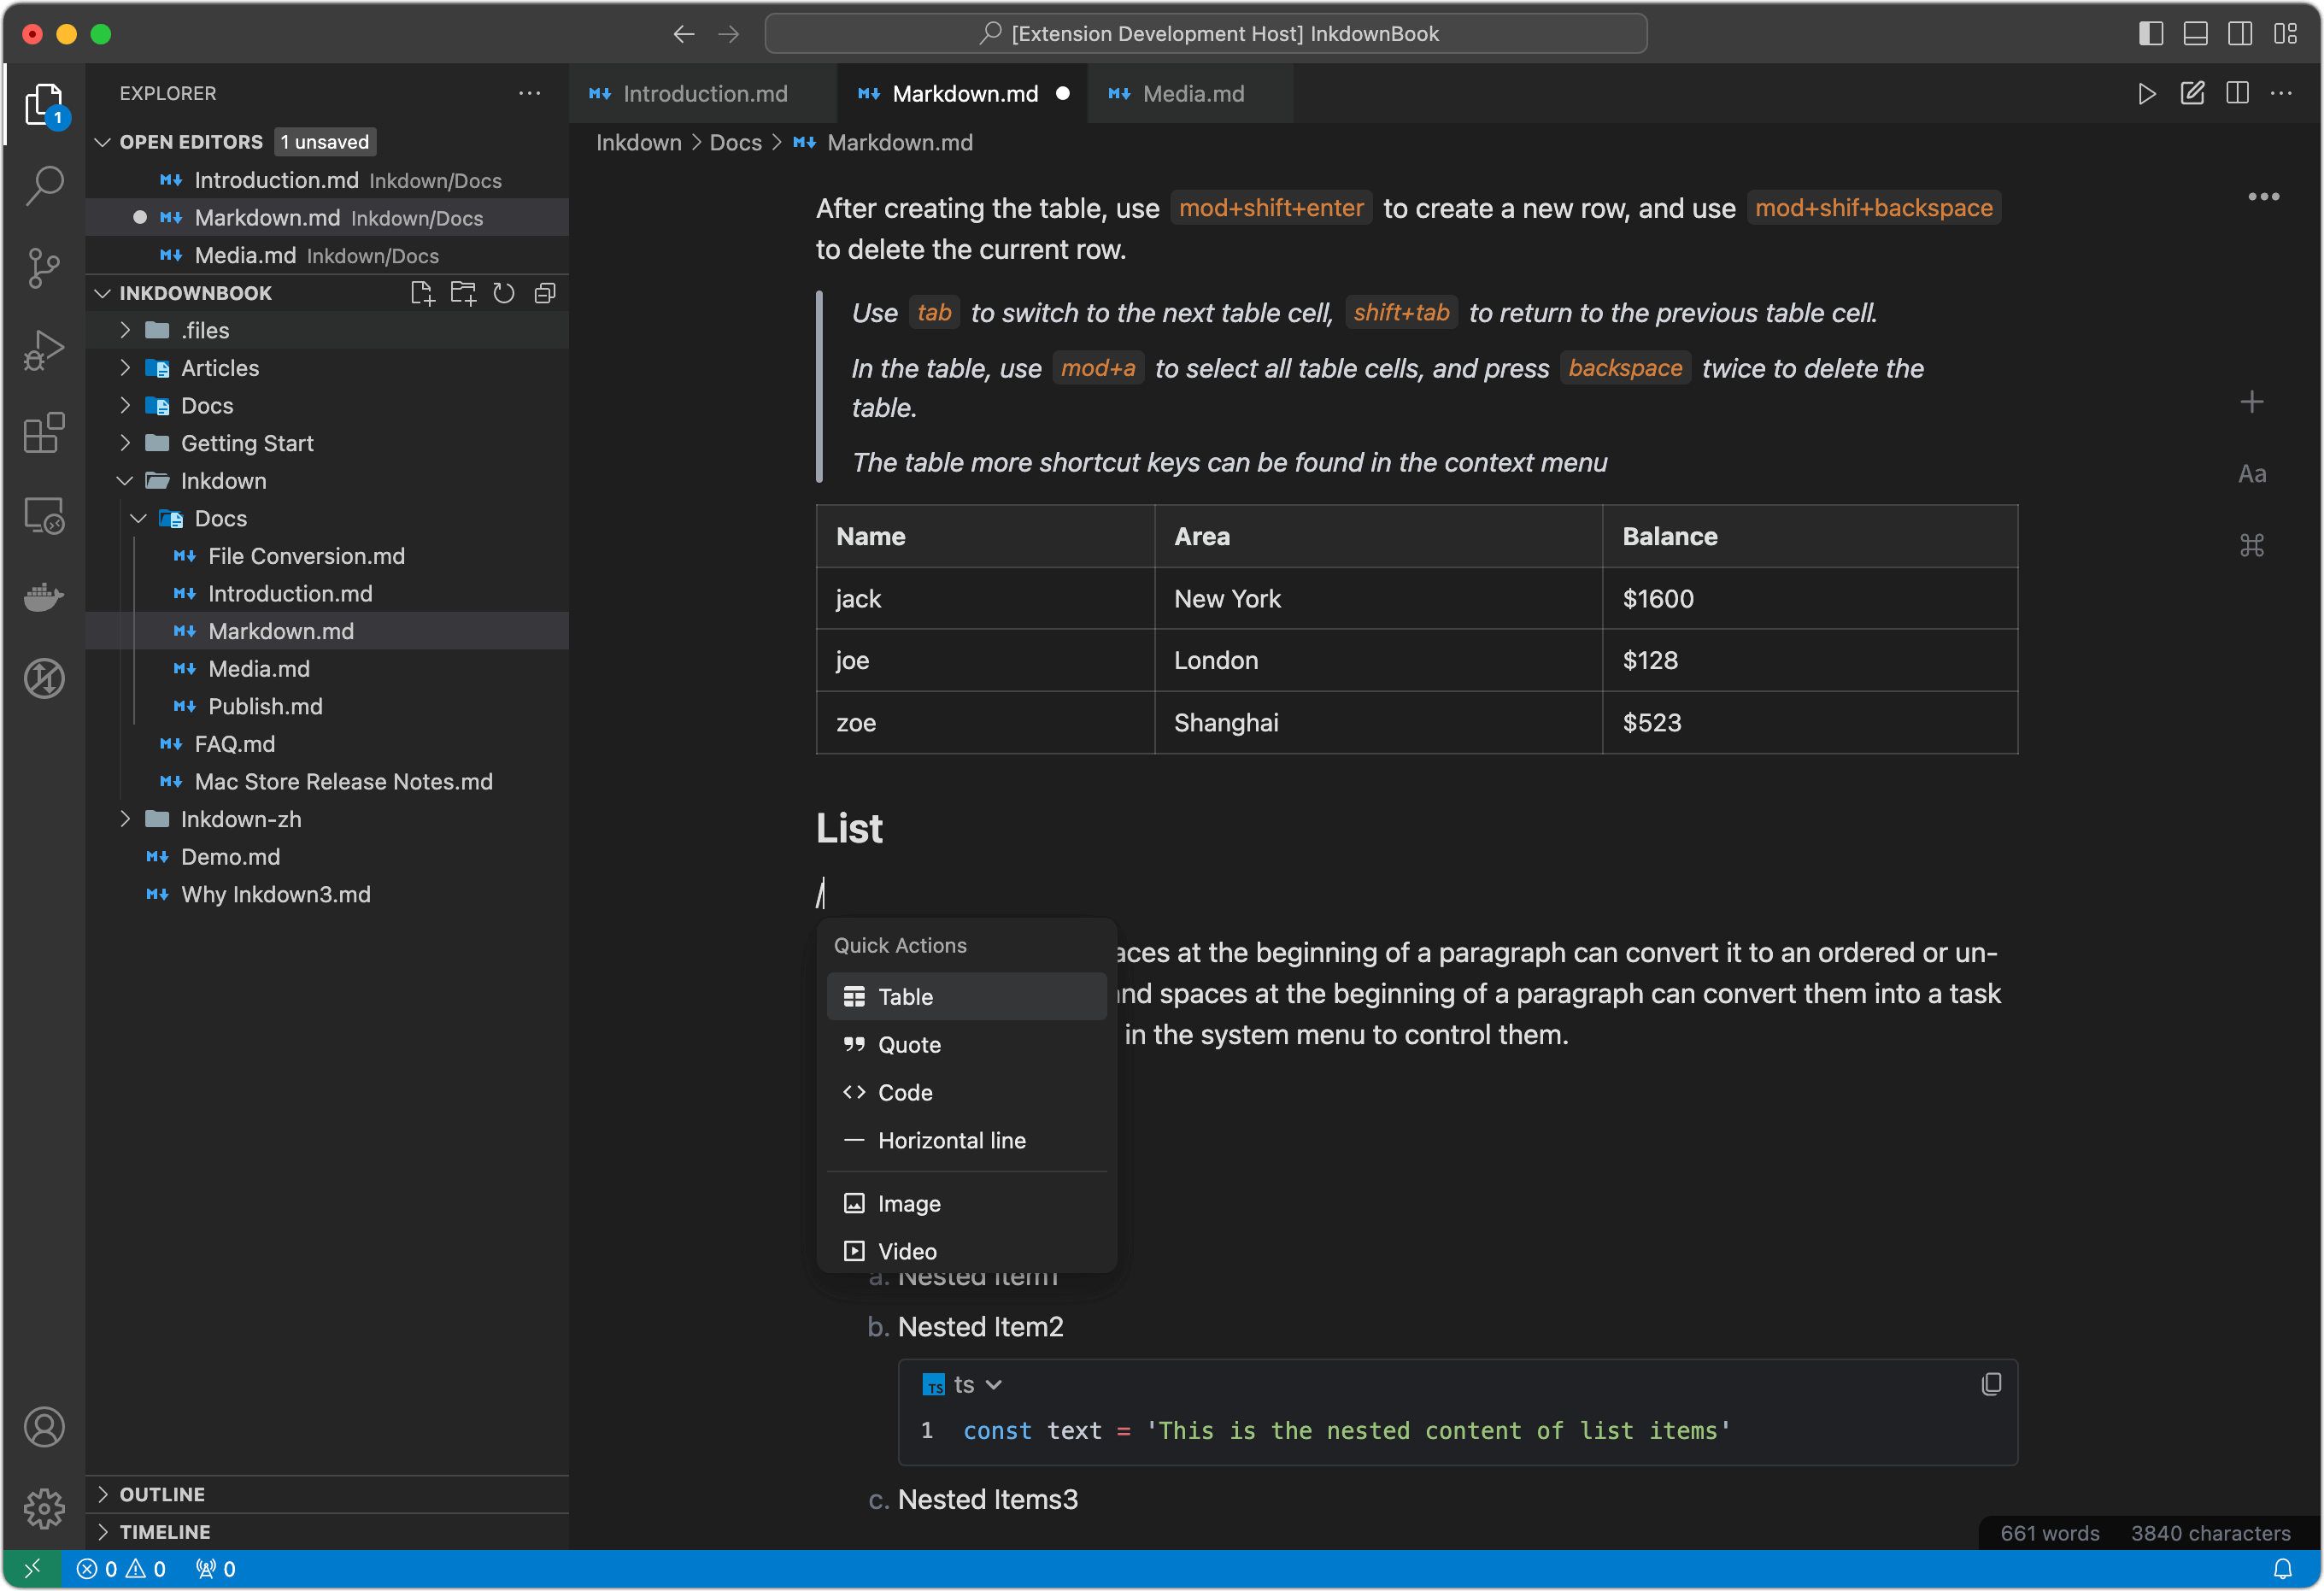 [Extension Development Host] InkdownBook
EXPLORER
1
OPEN EDITORS 1 unsaved
Introduction.md Inkdown/Docs
Markdown.md Inkdown/Docs
Media.md Inkdown/Docs
INKDOWNBOOK
.files
Articles
Docs
Getting Start
Inkdown
Docs
File Conversion.md
Introduction.md
Markdown.md
Media.md
Publish.md
FAQ.md
Mac Store Release Notes.md
Inkdown-zh
Demo.md
Why Inkdown3.md
OUTLINE
TIMELINE
Introduction.md Markdown.md Media.md
Inkdown > Docs > Markdown.md
After creating the table, use mod+shift+enter to create a new row, and use mod+shif+backspace
to delete the current row.
Use tab to switch to the next table cell, shift+tab to return to the previous table cell.
In the table, use mod+a to select all table cells, and press backspace twice to delete the
table.
The table more shortcut keys can be found in the context menu
Name Area Balance
jack New York $1600
joe London $128
zoe Shanghai $523
List
/
Quick Actions
Table
Quote
Code
Horizontal line
Image
Video
at the beginning of a paragraph can convert it to an ordered or un-
spaces at the beginning of a paragraph can convert them into a task
in the system menu to control them.
a. Nested Item1
b. Nested Item2
TS ts
1 const text = 'This is the nested content of list items'
c. Nested Items3
Aa
661 words 3840 characters
0 0 0